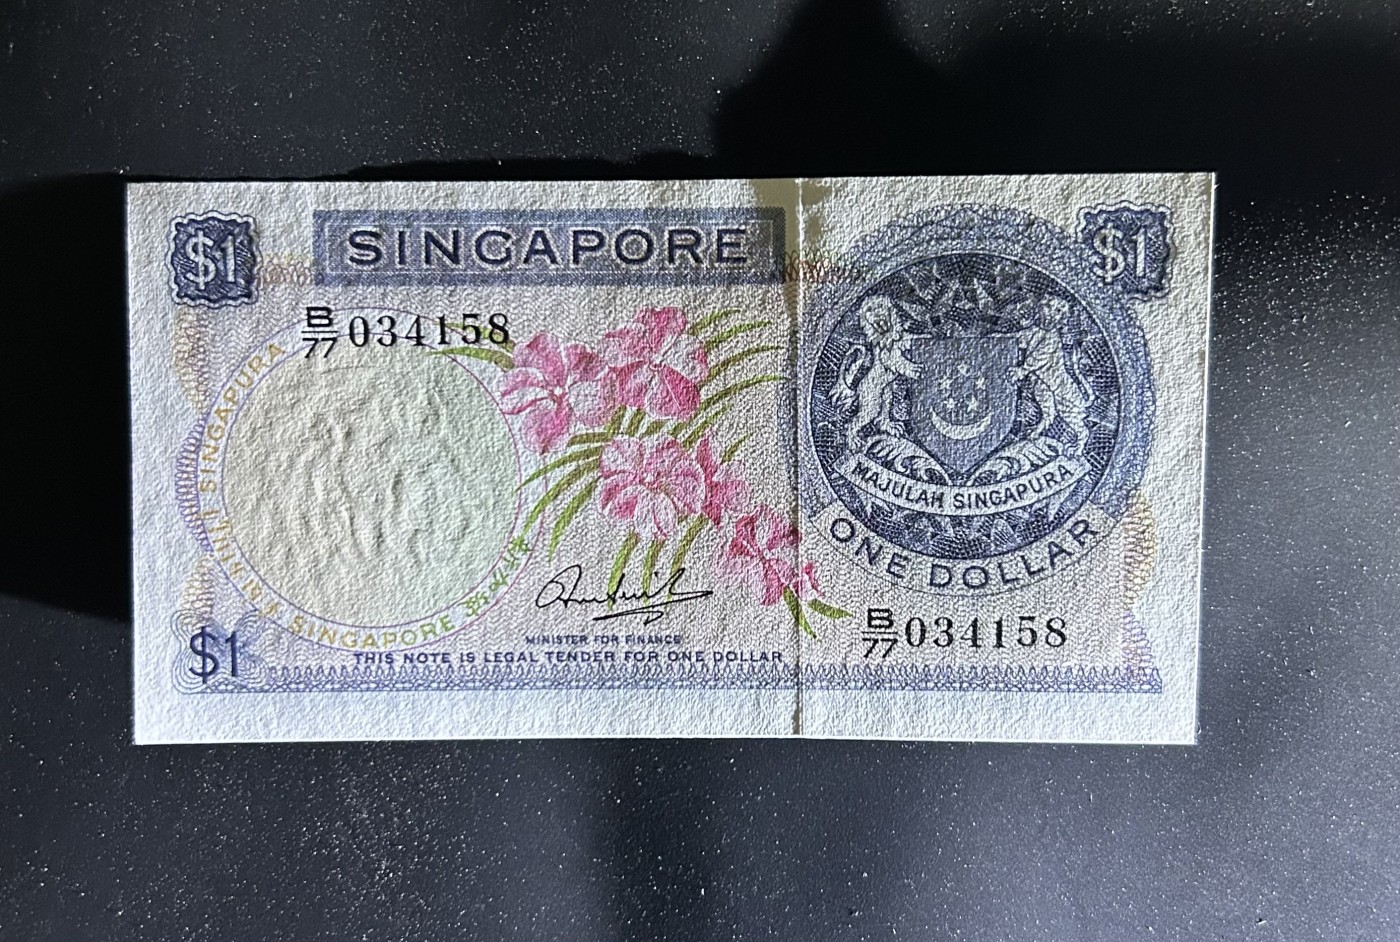 $1
SINGAPORE
$1
B/77 034158
SINGAPURA
SINGAPORE
MAJULAH SINGAPURA
ONE DOLLAR
MINISTER FOR FINANCE
THIS NOTE IS LEGAL TENDER FOR ONE DOLLAR
B/77 034158
$1